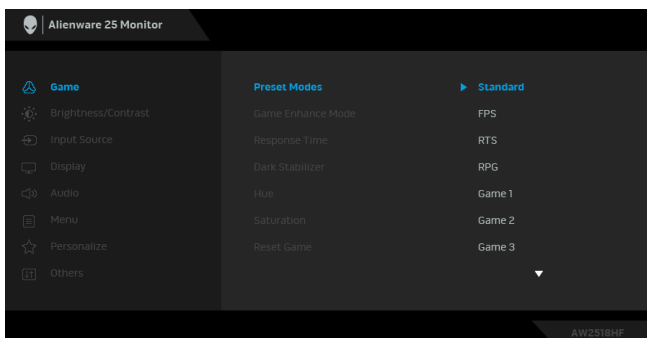 Alienware 25 Monitor
Game Preset Modes Standard
Brightness/Contrast Game Enhance Mode FPS
Input Source Response Time RTS
Display Dark Stabilizer RPG
Audio Hue Game 1
Menu Saturation Game 2
Personalize Reset Game Game 3
Others
AW2518HF